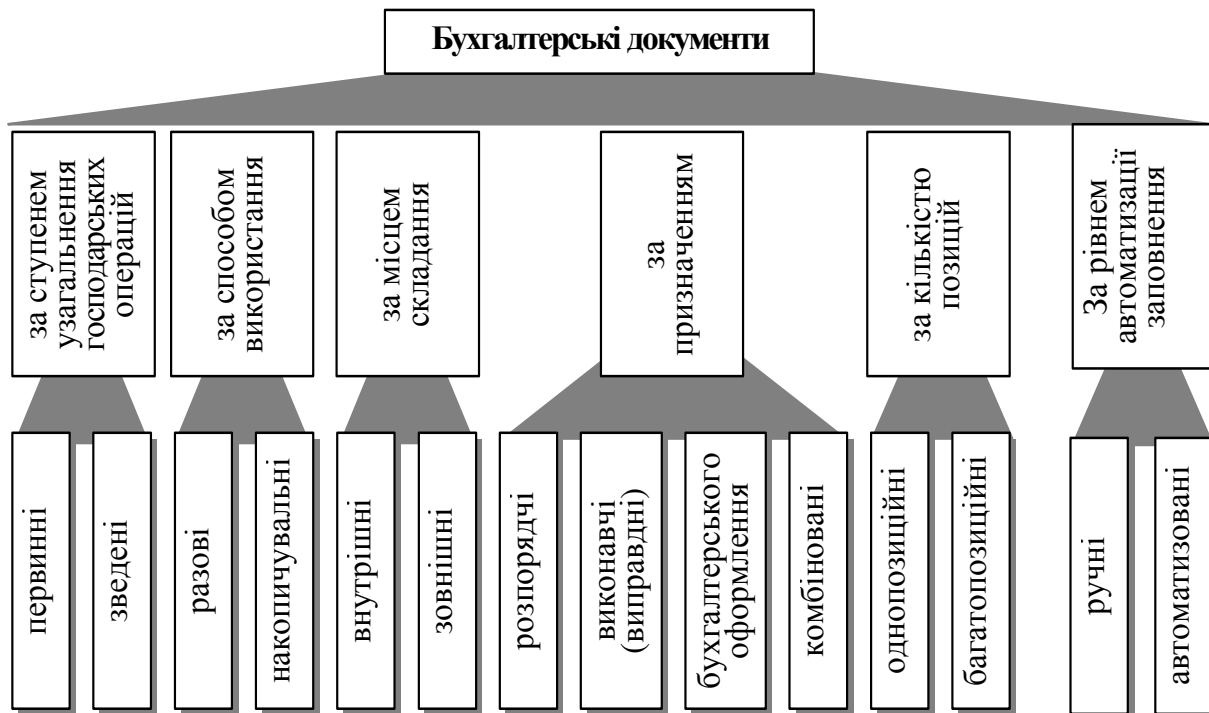 Бухгалтерські документи
за ступенем
узагальнення
господарських
операцій
за способом
використання
за місцем
складання
за
призначенням
за кількістю
позицій
За рівнем
автоматизації
заповнення
первинні
зведені
разові
накопичувальні
внутрішні
зовнішні
розпорядчі
виконавчі
(виправдні)
бухгалтерського
оформлення
комбіновані
однопозиційні
багатопозиційні
ручні
автоматизовані